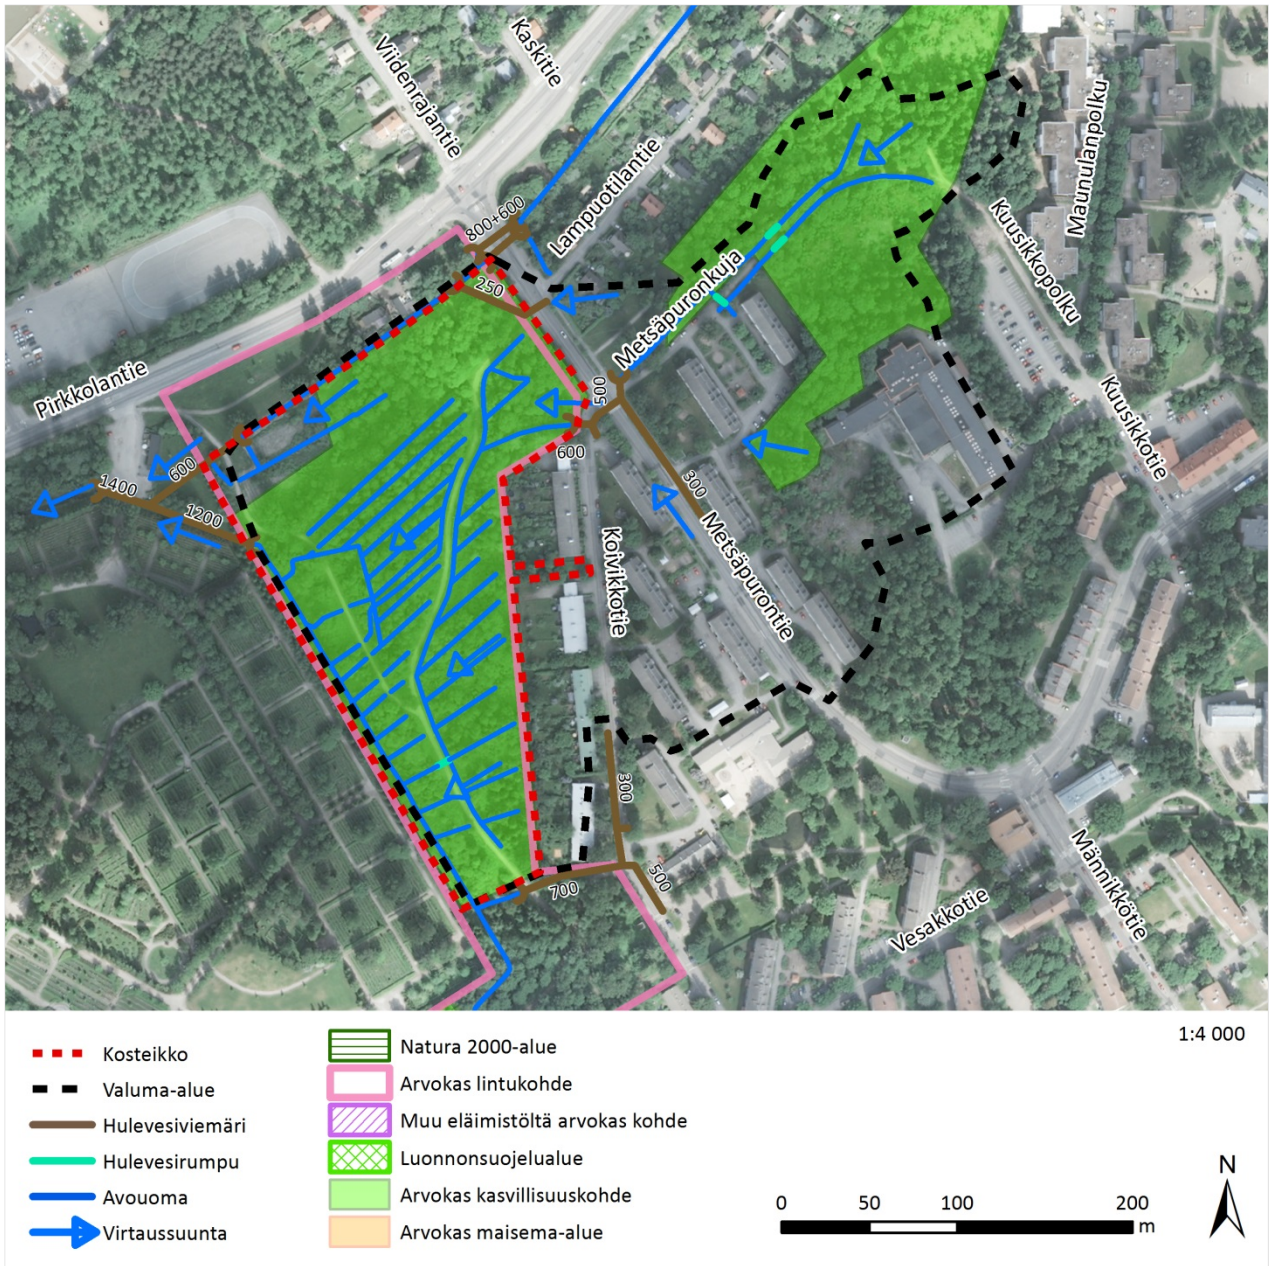 Kaskitie
Viidenrajantie
Maunulanpolku
Lampuotilantie
800+600
Kuusikkopolku
250
Metsäpuronkuja
Pirkkolantie
500
Kuusikkotie
600
600
1400
1200
300
Koivikkotie
Metsäpurontie
300
500
700
Männikkötie
Vesakkotie
1:4 000
Kosteikko
Valuma-alue
Hulevesiviemäri
Hulevesirumpu
Avouoma
Virtaussuunta
Natura 2000-alue
Arvokas lintukohde
Muu eläimistöltä arvokas kohde
Luonnonsuojelualue
Arvokas kasvillisuuskohde
Arvokas maisema-alue
0 50 100 200
m
N